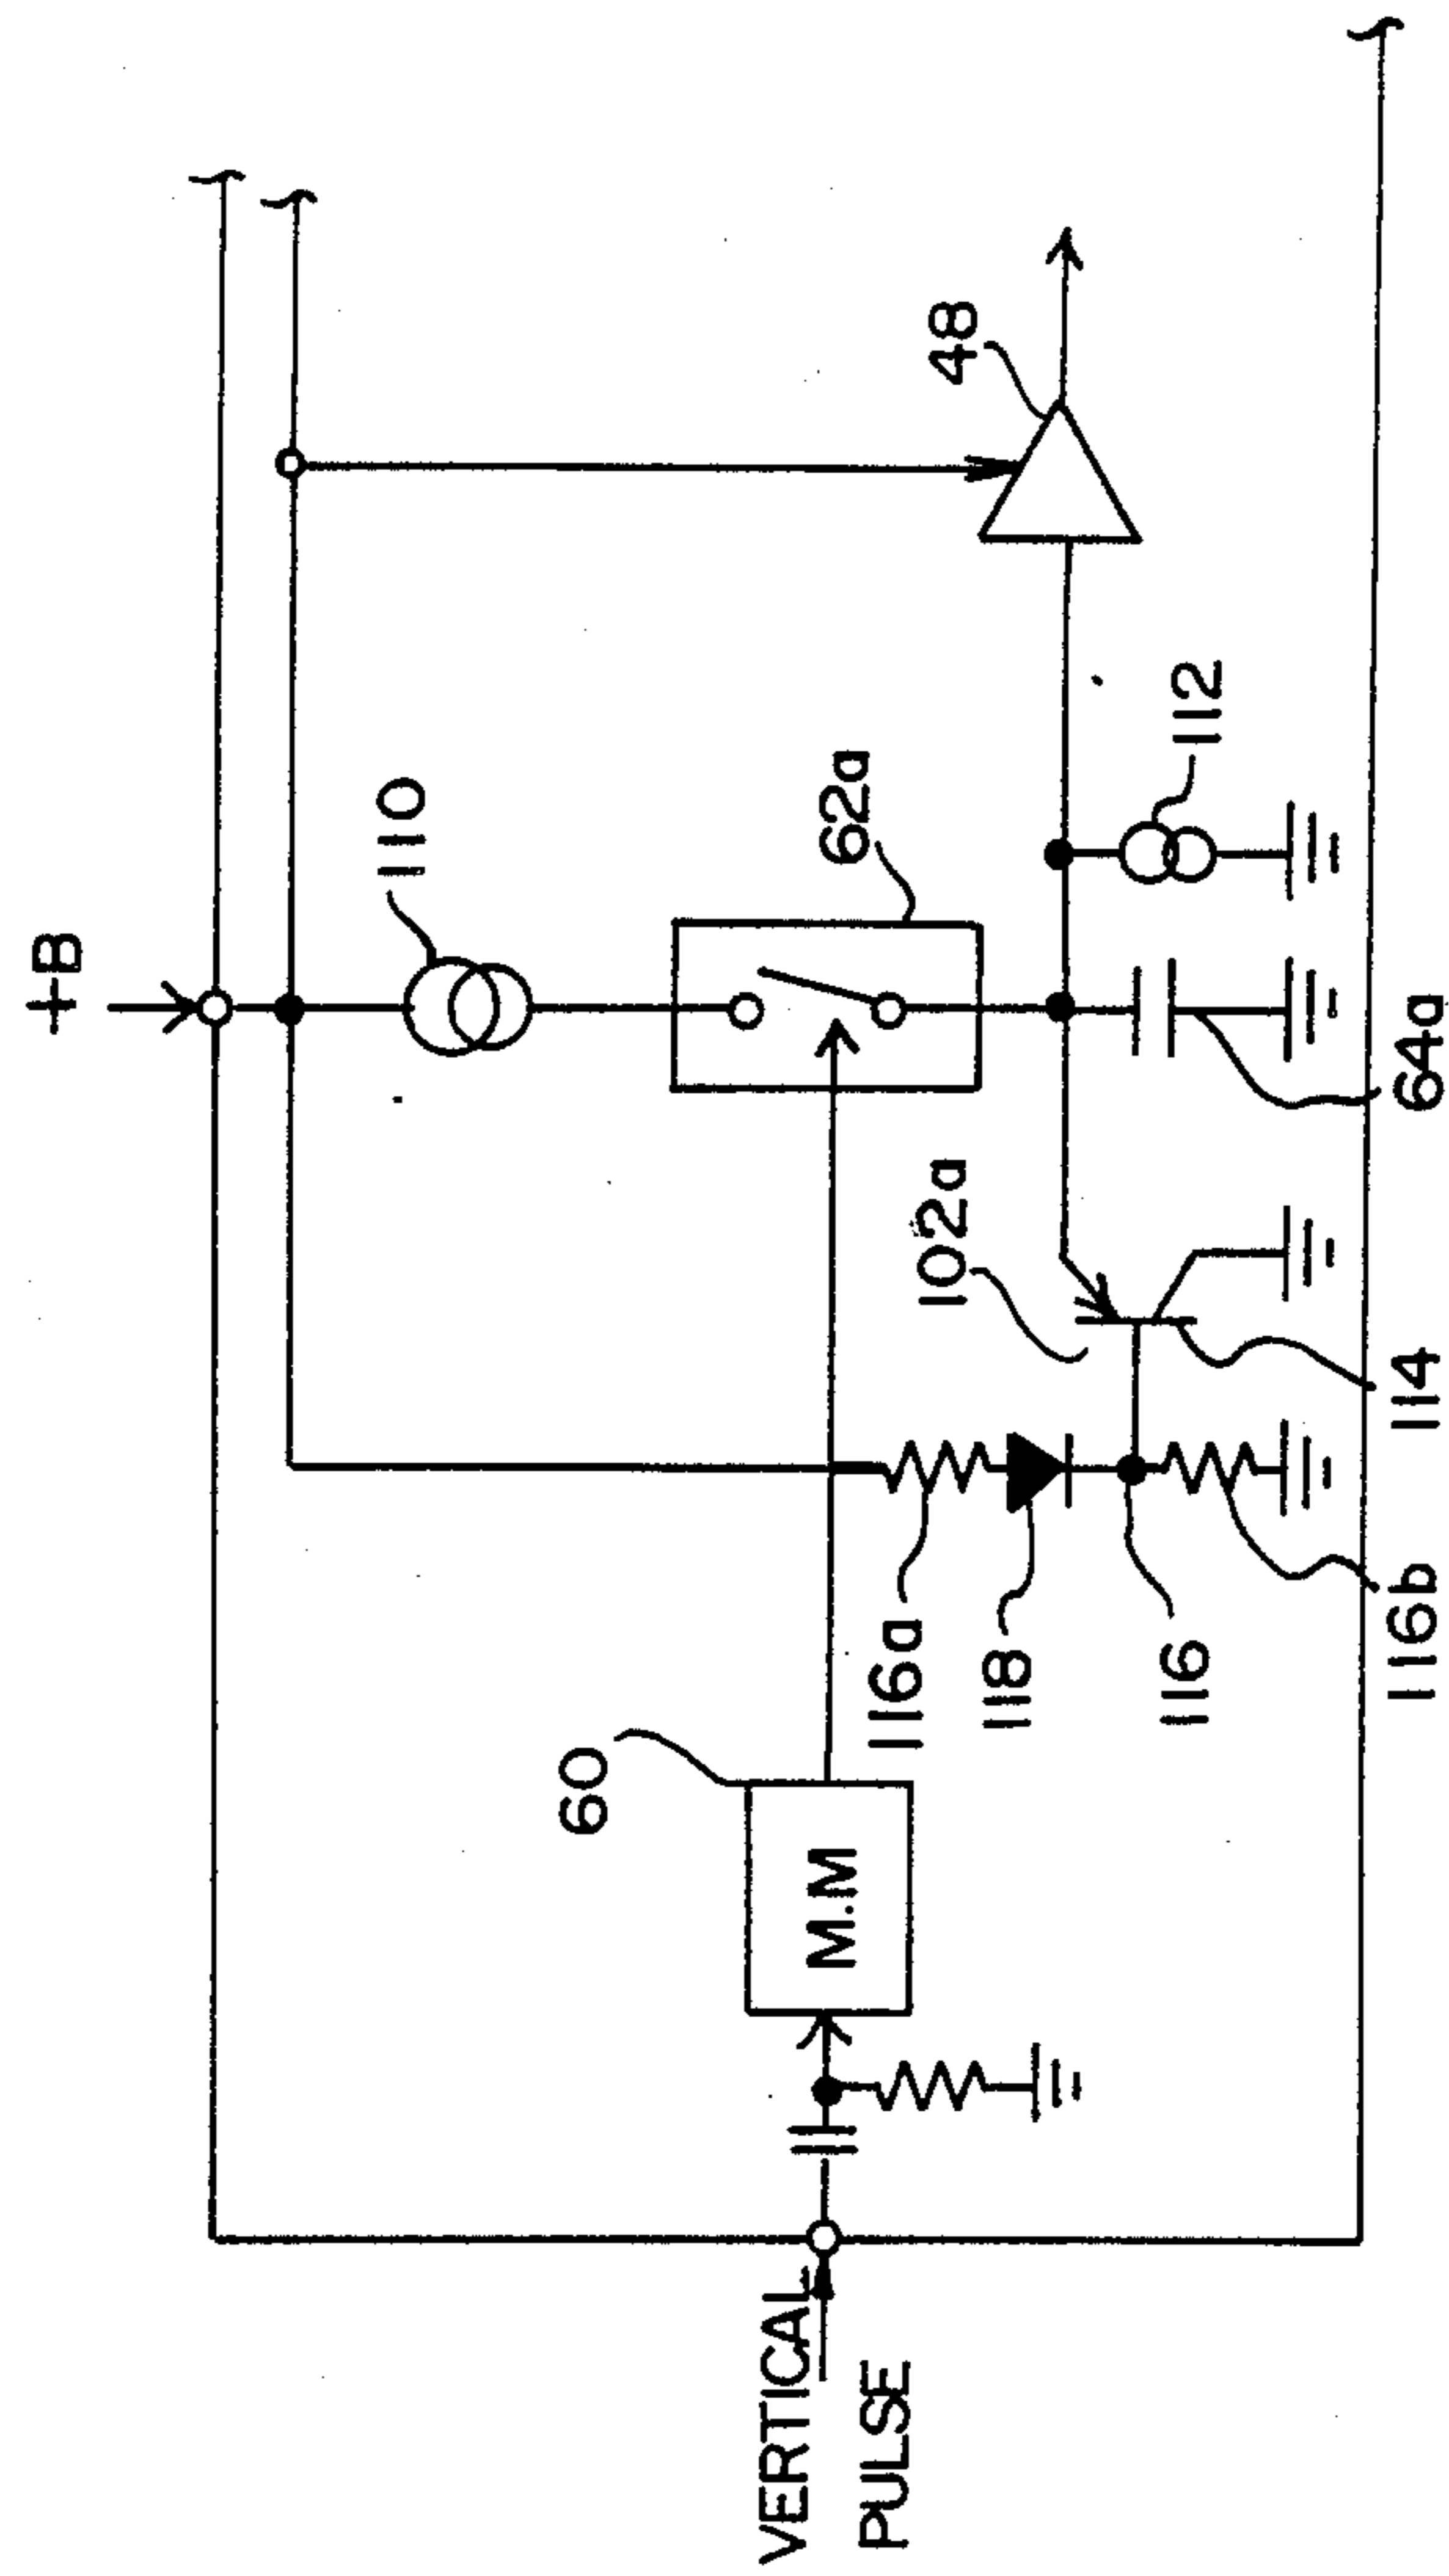 +B
110
62a
48
112
60
116a
118
116
102a
VERTICAL
PULSE
M.M
116b
114
64a